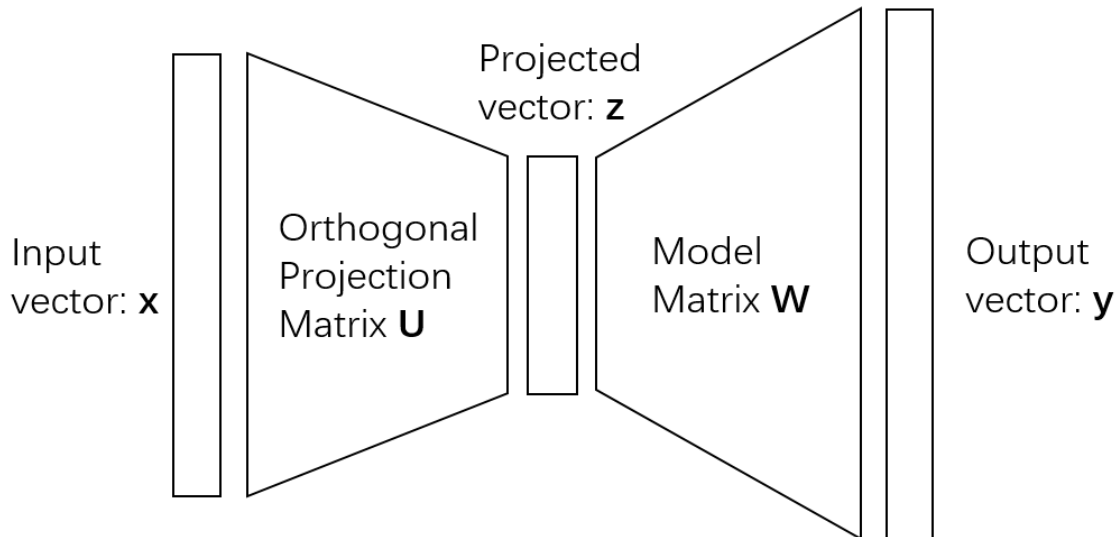 Input
vector: x
Orthogonal
Projection
Matrix U
Projected
vector: z
Model
Matrix W
Output
vector: y